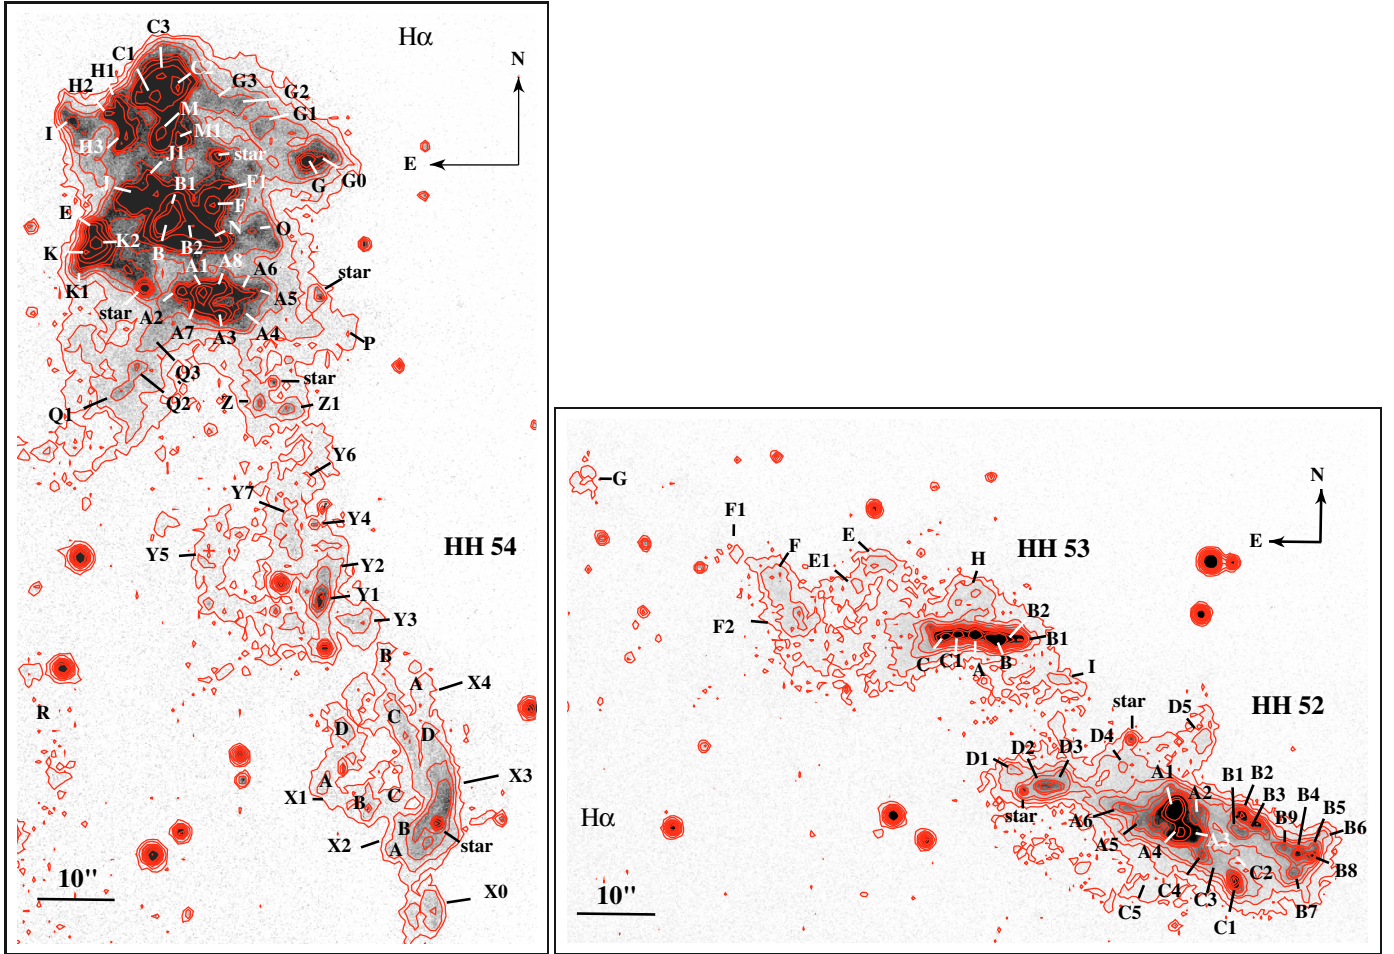 Hα
N
E
C3
C1
H1
H2
G3
G2
G1
M
M1
I
H3
J1
star
G
G0
J
B1
F1
E
F
K2
N
O
K
B
B2
A1
A8
A6
K1
star
star
A2
A5
A7
A3
A4
P
Q3
star
Q1
Q2
Z
Z1
Y6
Y7
Y4
HH 54
Y5
Y2
Y1
Y3
B
A
X4
R
C
D
D
X3
A
C
X1
B
B
X2
A
star
10"
X0
G
N
F1
E
HH 53
E
F
E1
H
B2
F2
B1
C
C1
A
B
I
star
D5
HH 52
D4
D1
D2
D3
A1
A2
B1
B2
B3
B4
B5
Hα
star
A6
A3
B9
B6
A5
A4
C2
B8
C4
C3
10"
C5
B7
C1